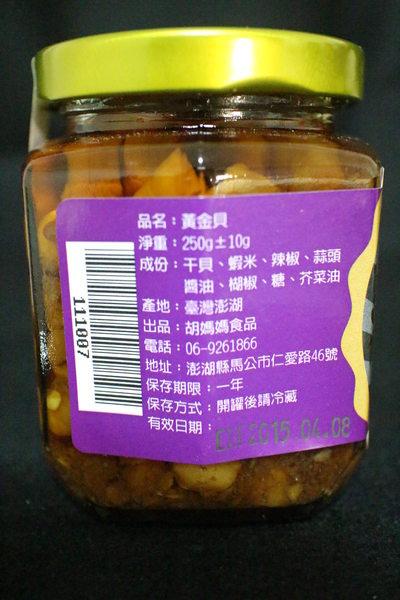 品名：黃金貝
淨重：250g±10g
成份：干貝、蝦米、辣椒、蒜頭
醬油、椒椒、糖、芥菜油
產地：臺灣澎湖
出品：胡媽媽食品
電話：06-9261866
地址：澎湖縣馬公市仁愛路46號
保存期限：一年
保存方式：開罐後請冷藏
有效日期：EXP2015.04.08
111087